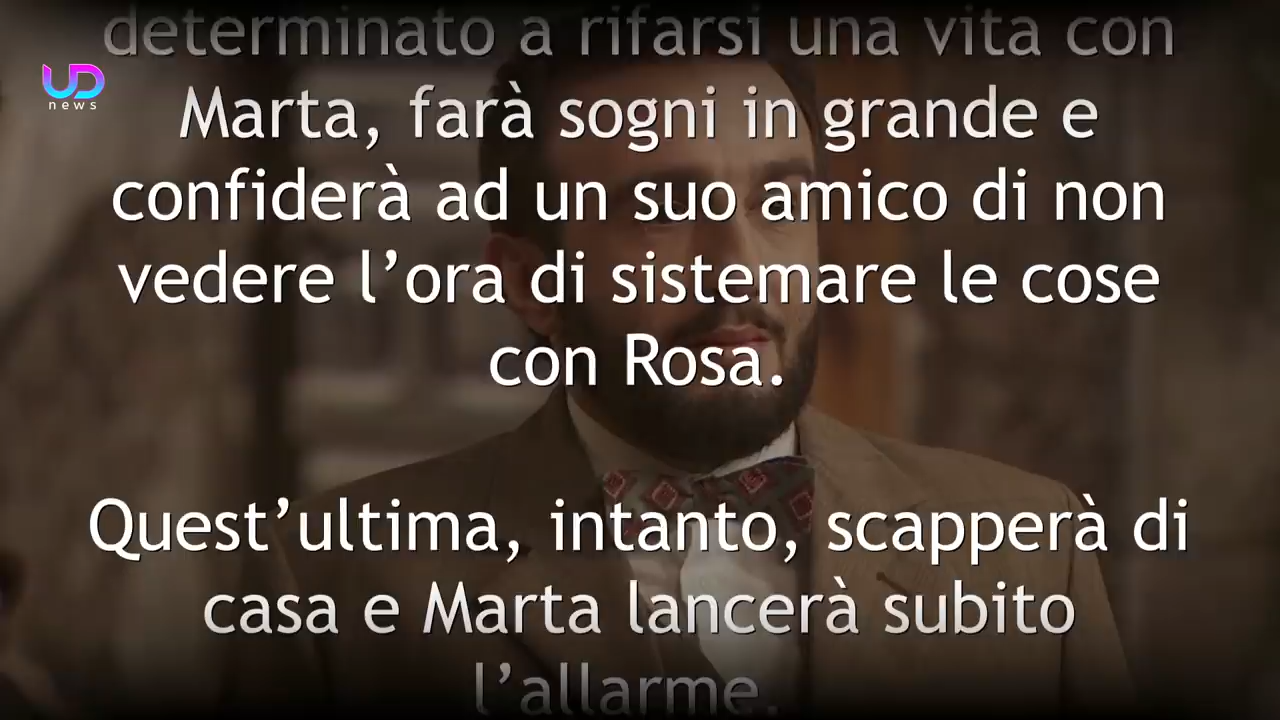 determinato a rifarsi una vita con
UD
news
Marta, farà sogni in grande e
confiderà ad un suo amico di non
vedere l’ora di sistemare le cose
con Rosa.
Quest’ultima, intanto, scapperà di
casa e Marta lancerà subito
l’allarme.